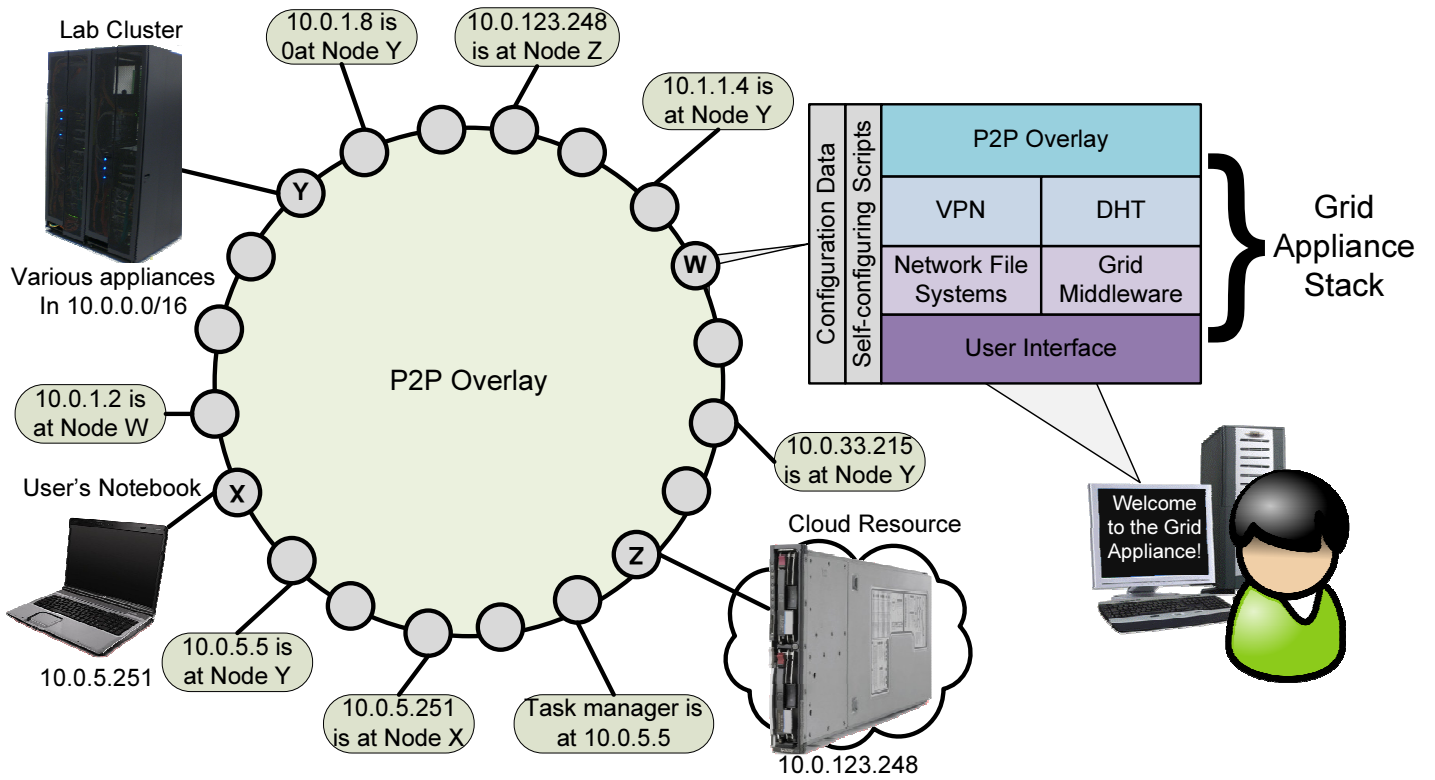 Lab Cluster
10.0.1.8 is
0at Node Y
10.0.123.248
is at Node Z
10.1.1.4 is
at Node Y
Y
W
Various appliances
In 10.0.0.0/16
Configuration Data
Self-configuring Scripts
P2P Overlay
VPN
DHT
Network File
Systems
Grid
Middleware
User Interface
Grid
Appliance
Stack
P2P Overlay
10.0.1.2 is
at Node W
10.0.33.215
is at Node Y
User's Notebook
X
10.0.5.251
Z
Cloud Resource
10.0.123.248
10.0.5.5 is
at Node Y
10.0.5.251
is at Node X
Task manager is
at 10.0.5.5
Welcome
to the Grid
Appliance!